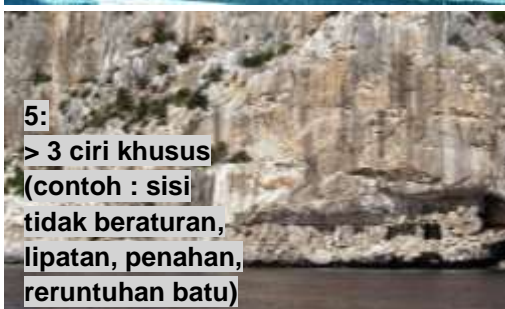 5:
> 3 ciri khusus
(contoh : sisi
tidak beraturan,
lipatan, penahan,
reruntuhan batu)